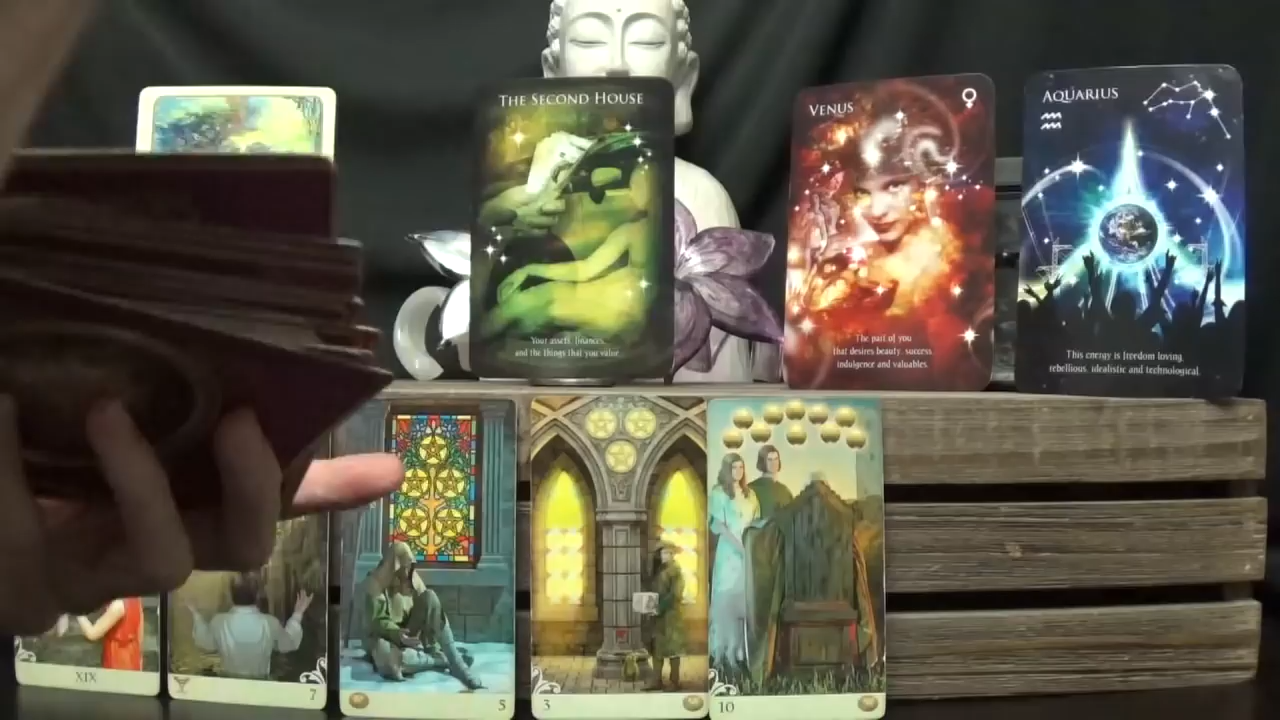 THE SECOND HOUSE
Your assets, finances,
and the things that you value
VENUS
The part of you
that desires beauty, success,
indulgence and valuables.
AQUARIUS
This energy is freedom loving,
rebellious, idealistic and technological.
XIX
7
5
3
10